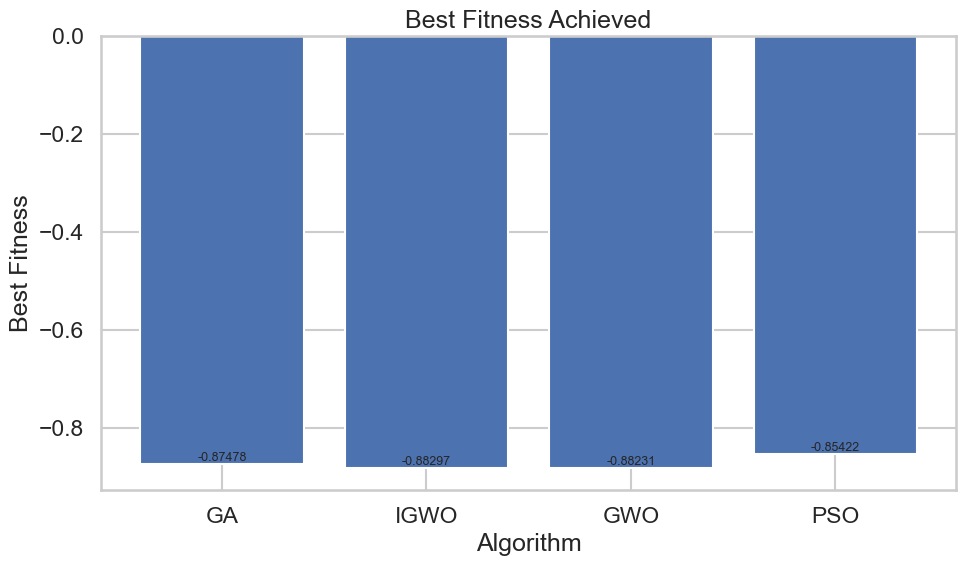 Best Fitness Achieved
Best Fitness
0.0
−0.2
−0.4
−0.6
−0.8
-0.87478
-0.88297
-0.88231
-0.85422
GA
IGWO
GWO
PSO
Algorithm